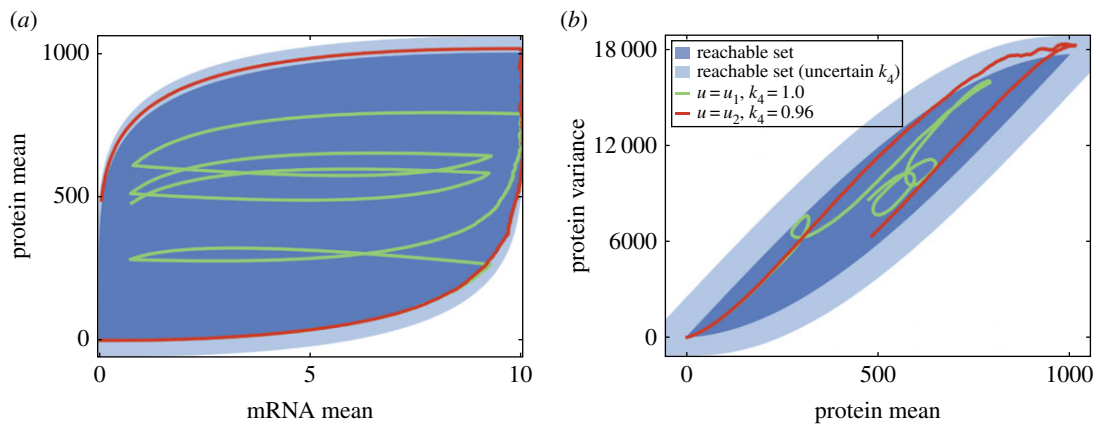 (a)
1000
500
0
protein mean
0
5
10
mRNA mean
(b)
18 000
12 000
6000
0
protein variance
reachable set
reachable set (uncertain k4)
u = u1, k4 = 1.0
u = u2, k4 = 0.96
0
500
1000
protein mean